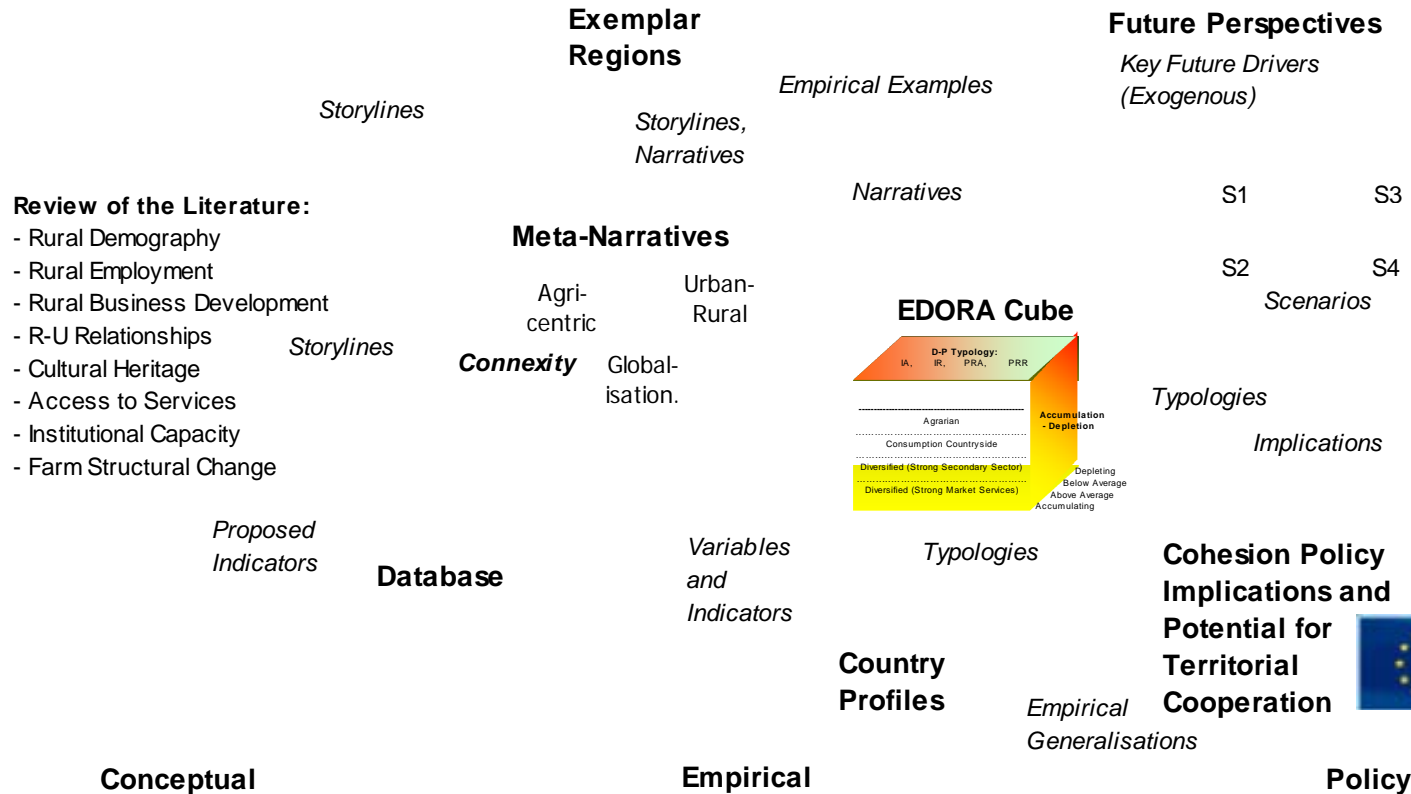 Exemplar
Regions
Future Perspectives
Key Future Drivers
(Exogenous)
Empirical Examples
Storylines
Storylines,
Narratives
Narratives
S1 S3
S2 S4
Scenarios
Review of the Literature:
- Rural Demography
- Rural Employment
- Rural Business Development
- R-U Relationships
- Cultural Heritage
- Access to Services
- Institutional Capacity
- Farm Structural Change
Storylines
Meta-Narratives
Agri-
centric
Urban-
Rural
Connexity
Global-
isation.
EDORA Cube
D-P Typology:
IA, IR, PRA, PRR
Agrarian
Consumption Countryside
Diversified (Strong Secondary Sector)
Diversified (Strong Market Services)
Accumulation
- Depletion
Depleting
Below Average
Above Average
Accumulating
Typologies
Implications
Proposed
Indicators
Database
Variables
and
Indicators
Typologies
Cohesion Policy
Implications and
Potential for
Territorial
Cooperation
Country
Profiles
Empirical
Generalisations
Conceptual
Empirical
Policy